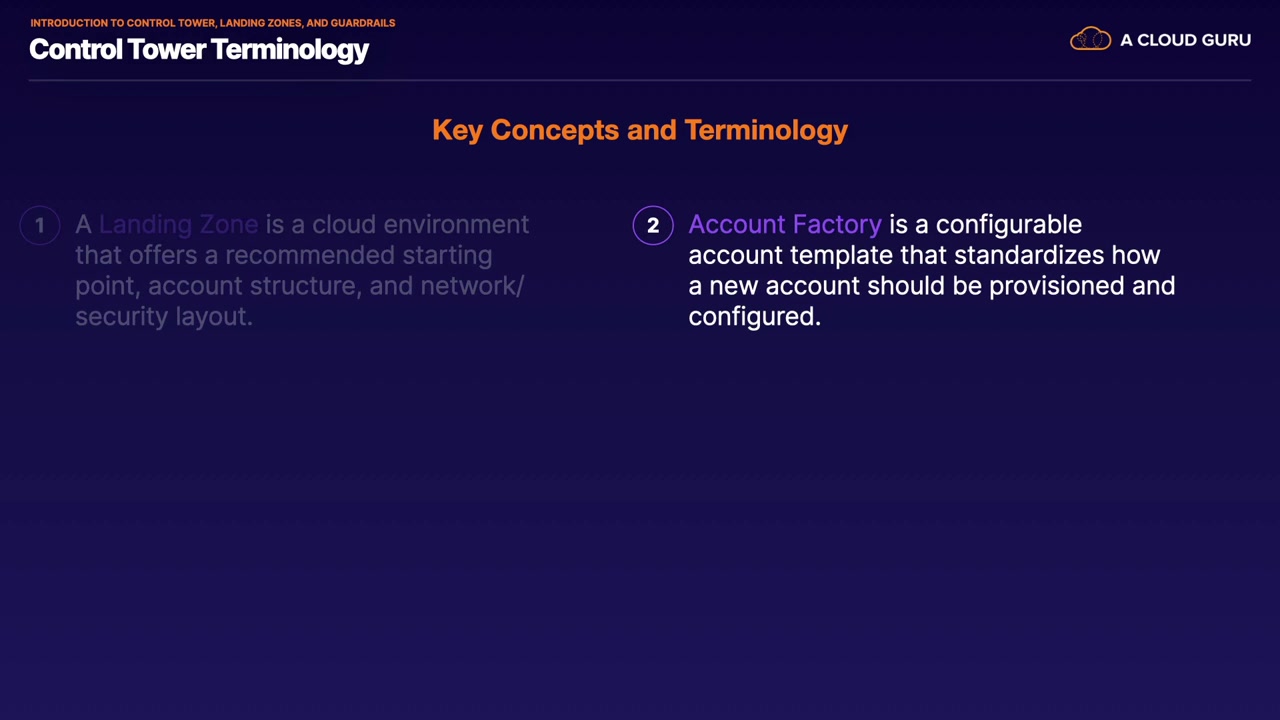 INTRODUCTION TO CONTROL TOWER, LANDING ZONES, AND GUARDRAILS
Control Tower Terminology
A CLOUD GURU
Key Concepts and Terminology
1
A Landing Zone is a cloud environment
that offers a recommended starting
point, account structure, and network/
security layout.
2
Account Factory is a configurable
account template that standardizes how
a new account should be provisioned and
configured.